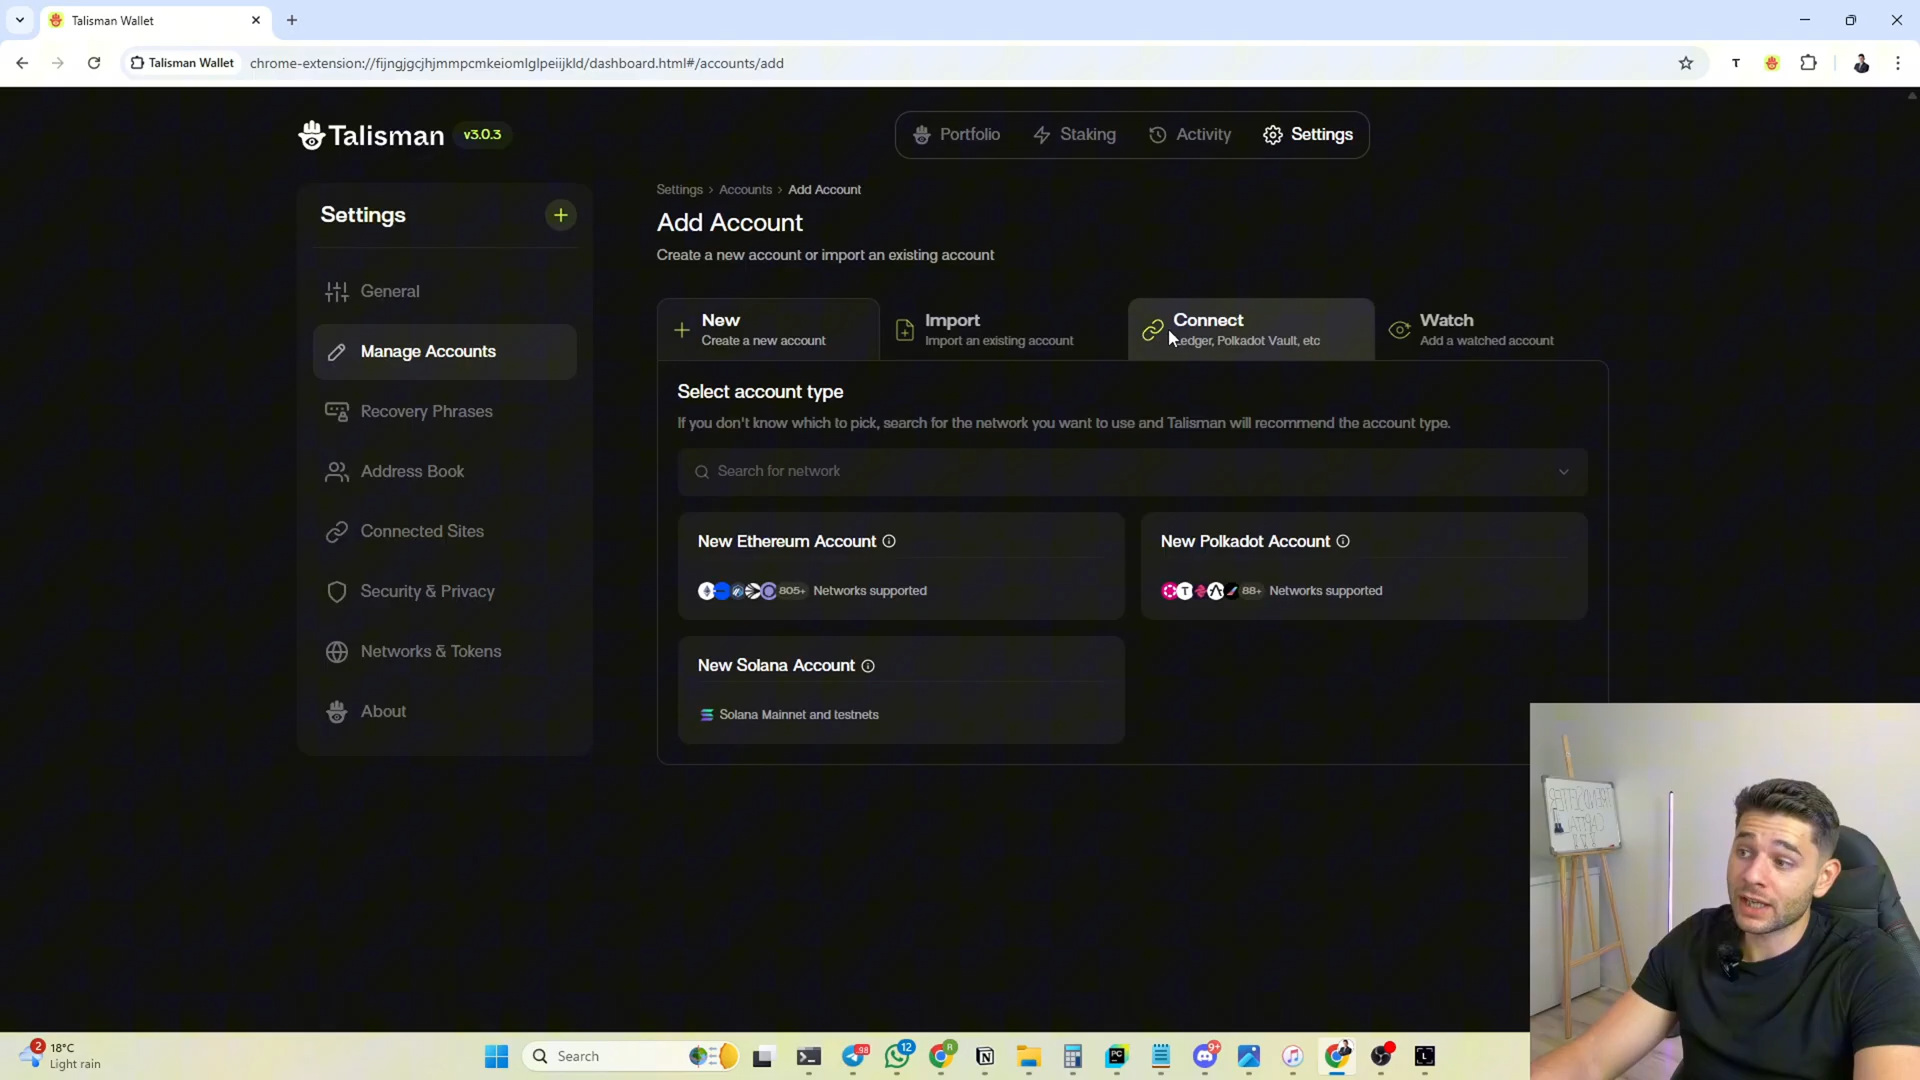 Talisman Wallet
Talisman Wallet
chrome-extension://fijngjgcjhjmmpcmkeiomlglpeiijkld/dashboard.html#/accounts/add
T
Talisman
v3.0.3
Portfolio
Staking
Activity
Settings
Settings
General
Manage Accounts
Recovery Phrases
Address Book
Connected Sites
Security & Privacy
Networks & Tokens
About
Settings > Accounts > Add Account
Add Account
Create a new account or import an existing account
New
Create a new account
Import
Import an existing account
Connect
edger, Polkadot Vault, etc
Watch
Add a watched account
Select account type
If you don't know which to pick, search for the network you want to use and Talisman will recommend the account type.
Search for network
New Ethereum Account
805+ Networks supported
New Polkadot Account
88+ Networks supported
New Solana Account
Solana Mainnet and testnets
2
18°C
Light rain
Search
98
12
R
PC
9+
L